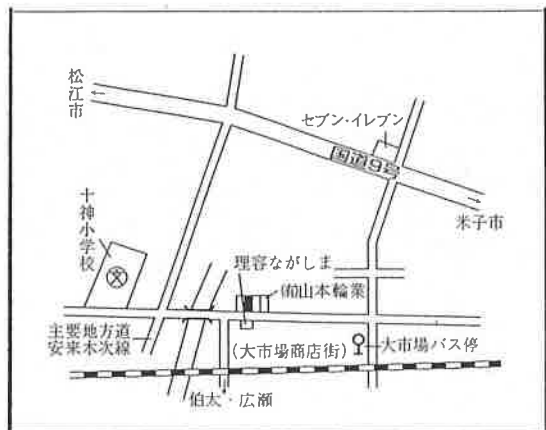 松江市
セブン・イレブン
国道9号
米子市
十神小学校
文
理容ながしま
㈲山本輪業
主要地方道
安来木次線
(大市場商店街)
大市場バス停
伯太・広瀬